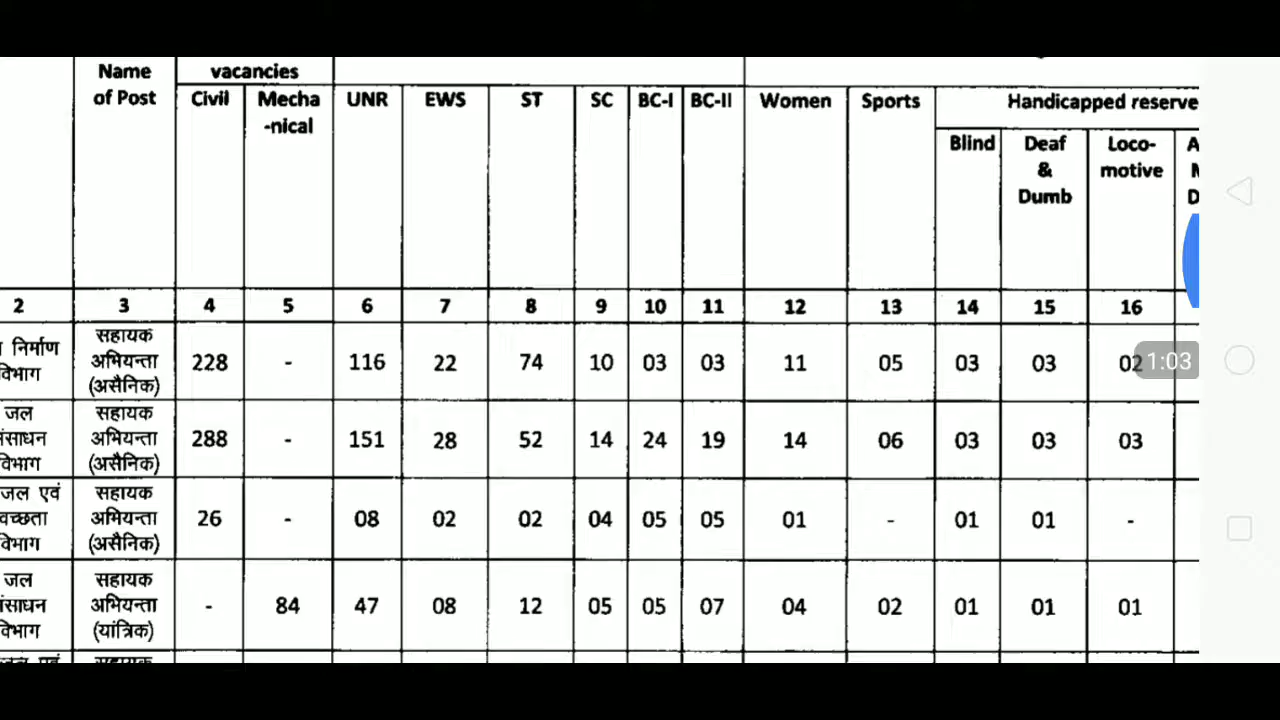 Name of Post vacancies
Civil Mecha-nical UNR EWS ST SC BC-I BC-II Women Sports Handicapped reserve
Blind Deaf & Dumb Loco-motive
2 3 4 5 6 7 8 9 10 11 12 13 14 15 16
निर्माण विभाग सहायक अभियन्ता (असैनिक) 228 - 116 22 74 10 03 03 11 05 03 03 02
1:03
जल विभाग सहायक अभियन्ता (असैनिक) 288 - 151 28 52 14 24 19 14 06 03 03 03
जल एवं विभाग सहायक अभियन्ता (असैनिक) 26 - 08 02 02 04 05 05 01 - 01 01 -
जल विभाग सहायक अभियन्ता (यांत्रिक) - 84 47 08 12 05 05 07 04 02 01 01 01